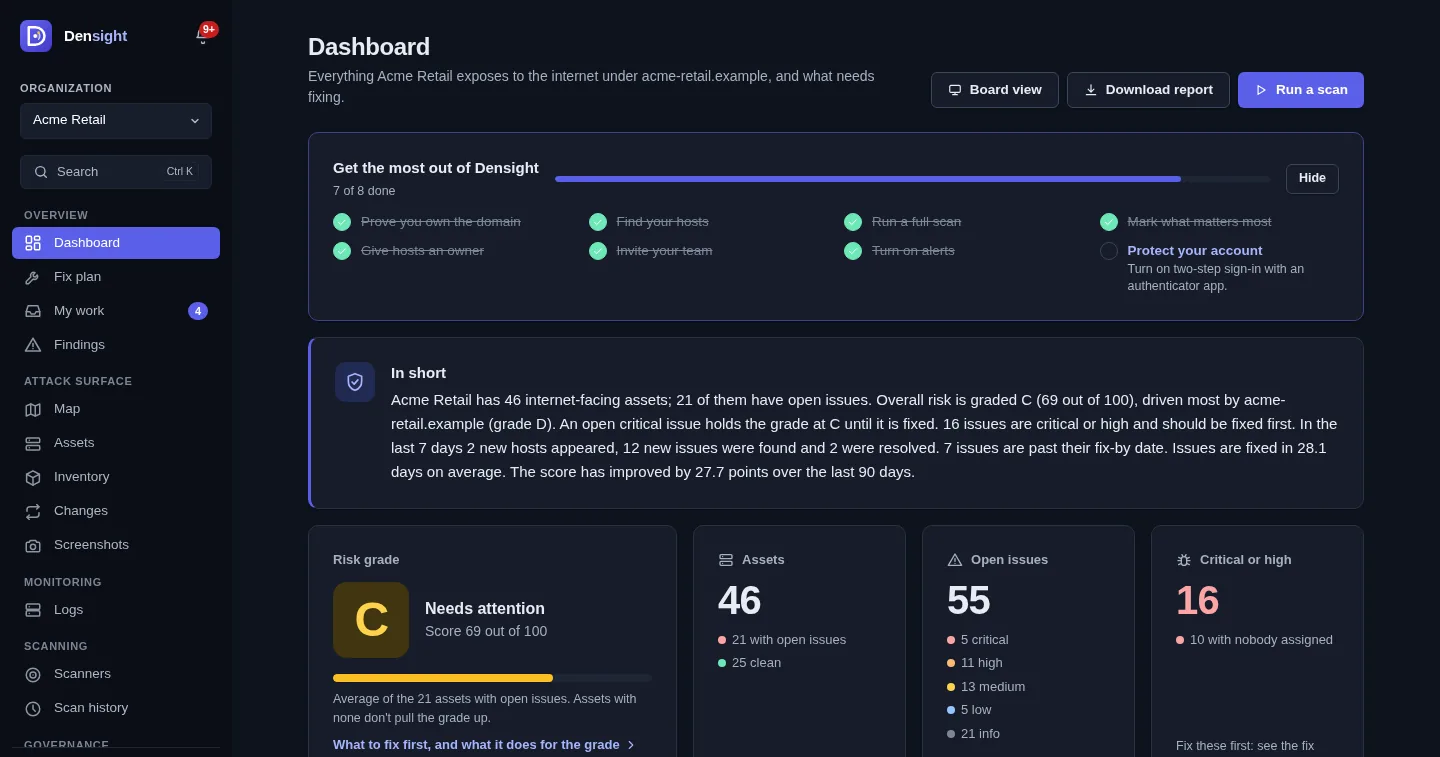 Densight
9+
ORGANIZATION
Acme Retail
Search Ctrl K
OVERVIEW
Dashboard
Fix plan
My work 4
Findings
ATTACK SURFACE
Map
Assets
Inventory
Changes
Screenshots
MONITORING
Logs
SCANNING
Scanners
Scan history
GOVERNANCE
Dashboard
Everything Acme Retail exposes to the internet under acme-retail.example, and what needs
fixing.
Board view
Download report
Run a scan
Get the most out of Densight
7 of 8 done
Hide
Prove you own the domain
Find your hosts
Run a full scan
Mark what matters most
Give hosts an owner
Invite your team
Turn on alerts
Protect your account
Turn on two-step sign-in with an
authenticator app.
In short
Acme Retail has 46 internet-facing assets; 21 of them have open issues. Overall risk is graded C (69 out of 100), driven most by acme-
retail.example (grade D). An open critical issue holds the grade at C until it is fixed. 16 issues are critical or high and should be fixed first. In the
last 7 days 2 new hosts appeared, 12 new issues were found and 2 were resolved. 7 issues are past their fix-by date. Issues are fixed in 28.1
days on average. The score has improved by 27.7 points over the last 90 days.
Risk grade
C
Needs attention
Score 69 out of 100
Average of the 21 assets with open issues. Assets with
none don't pull the grade up.
What to fix first, and what it does for the grade
Assets
46
21 with open issues
25 clean
Open issues
55
5 critical
11 high
13 medium
5 low
21 info
Critical or high
16
10 with nobody assigned
Fix these first: see the fix